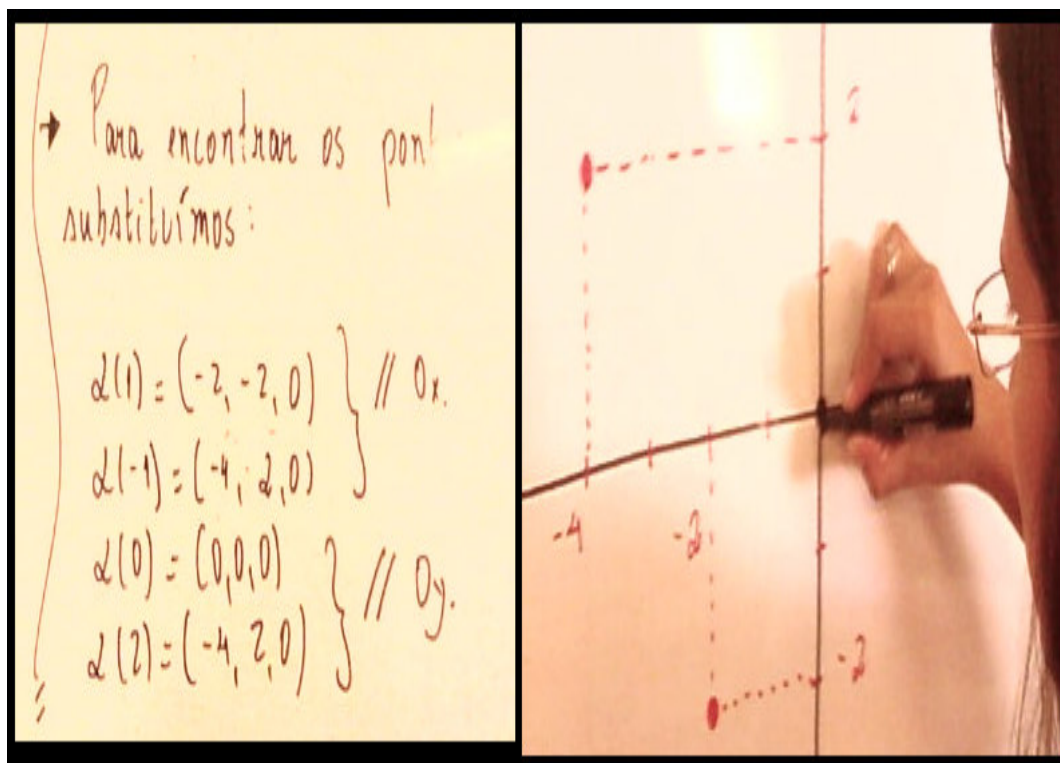 → Para encontrar os
substituímos:
α(1) = (-2, -2, 0)
α(-1) = (-4, 2, 0)
// Ox.
α(0) = (0,0,0)
α(2) = (-4, 2, 0)
// Oy.
2
-4
-2
-2